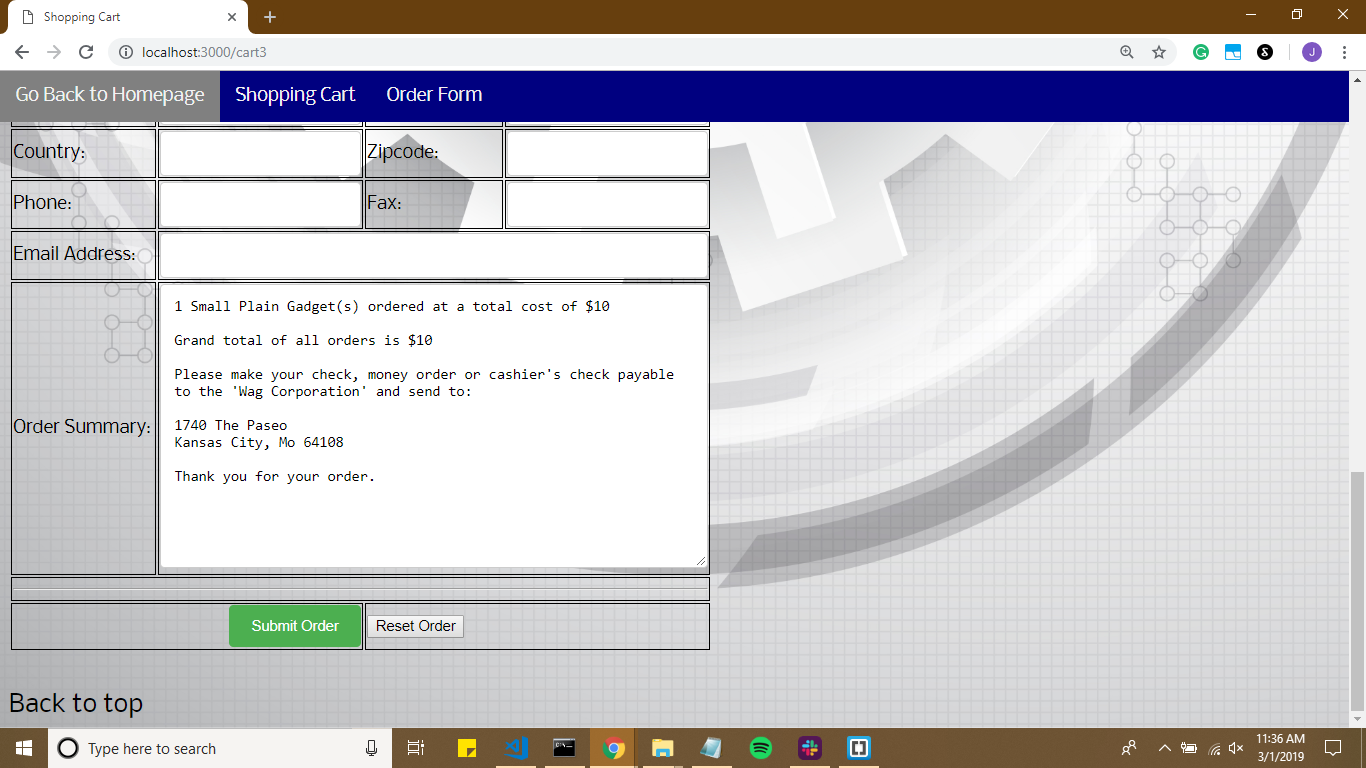 Shopping Cart
localhost:3000/cart3
J
Go Back to Homepage Shopping Cart Order Form
Country: Zipcode:
Phone: Fax:
Email Address:
Order Summary:
1 Small Plain Gadget(s) ordered at a total cost of $10
Grand total of all orders is $10
Please make your check, money order or cashier's check payable
to the 'Wag Corporation' and send to:
1740 The Paseo
Kansas City, Mo 64108
Thank you for your order.
Submit Order Reset Order
Back to top
Type here to search
11:36 AM
3/1/2019